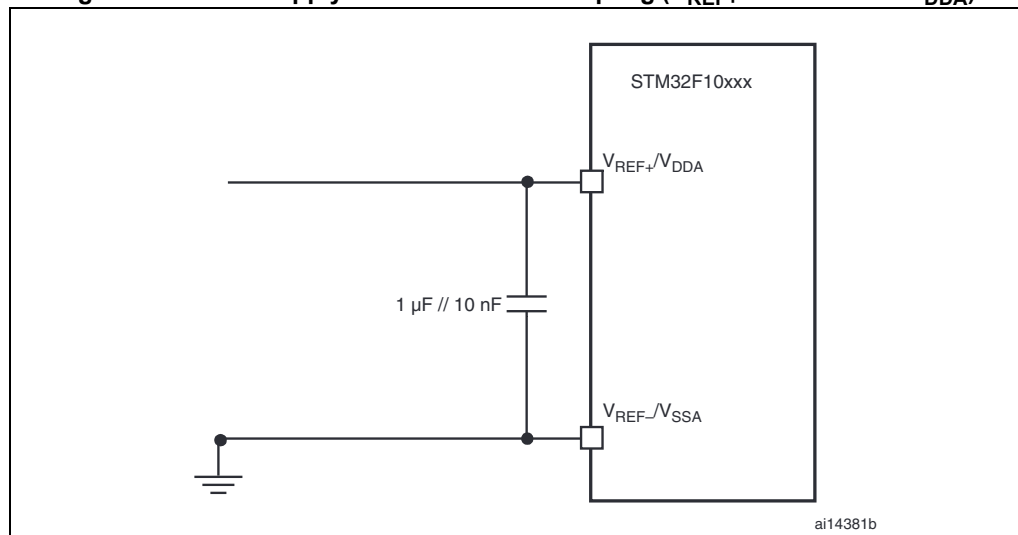 STM32F10xxx
VREF+/VDDA
1 µF // 10 nF
VREF–/VSSA
ai14381b